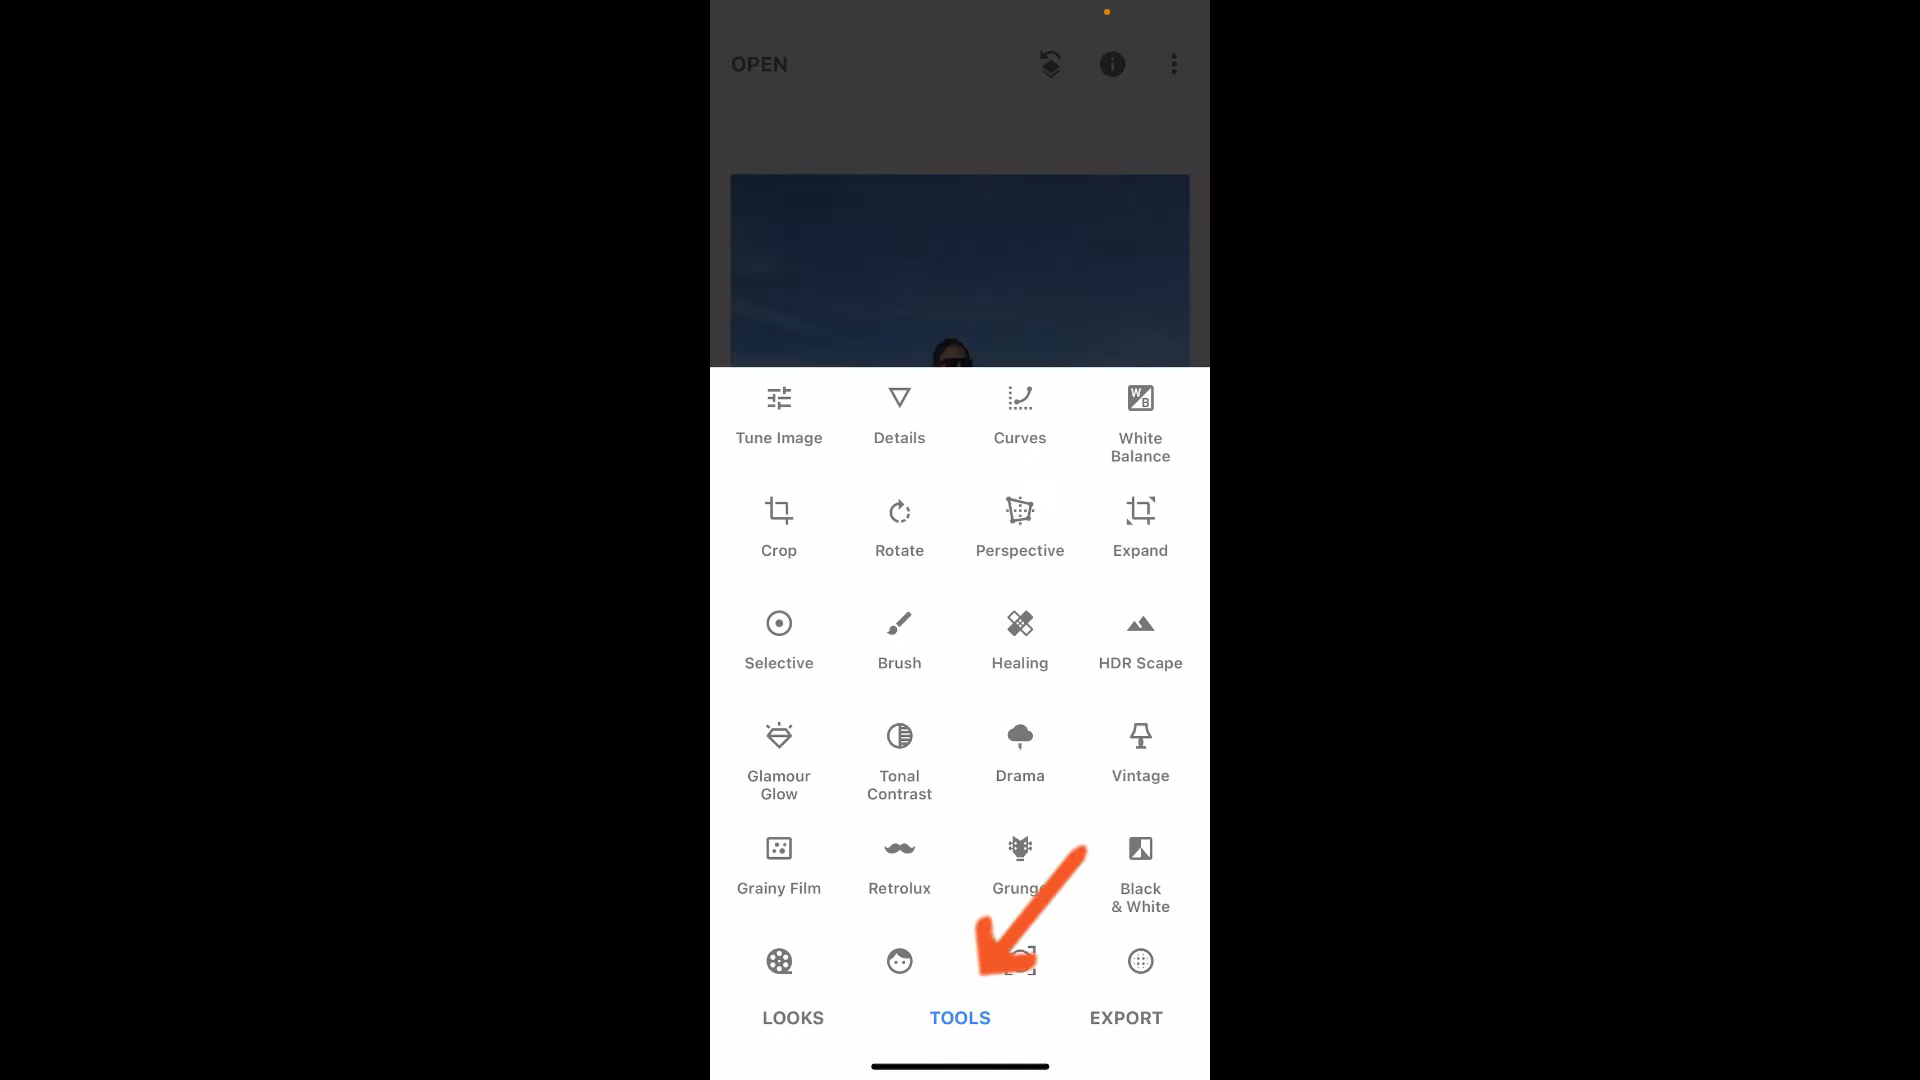 OPEN
Tune Image
Details
Curves
White
Balance
Crop
Rotate
Perspective
Expand
Selective
Brush
Healing
HDR Scape
Glamour
Glow
Tonal
Contrast
Drama
Vintage
Grainy Film
Retrolux
Grunge
Black
& White
LOOKS
TOOLS
EXPORT